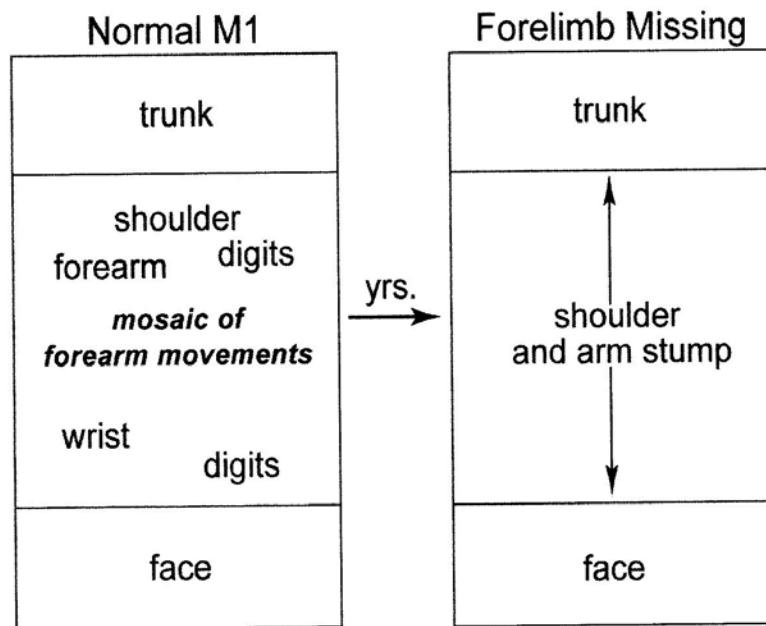 Normal M1
trunk
shoulder
forearm digits
mosaic of
forearm movements
wrist
digits
face
yrs.
Forelimb Missing
trunk
shoulder
and arm stump
face